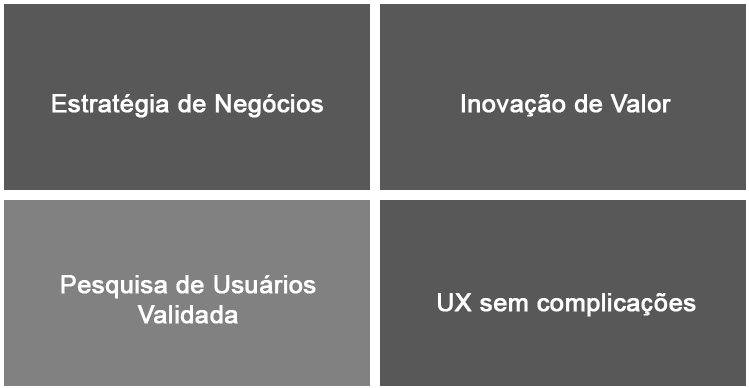 Estratégia de Negócios
Inovação de Valor
Pesquisa de Usuários
Validada
UX sem complicações